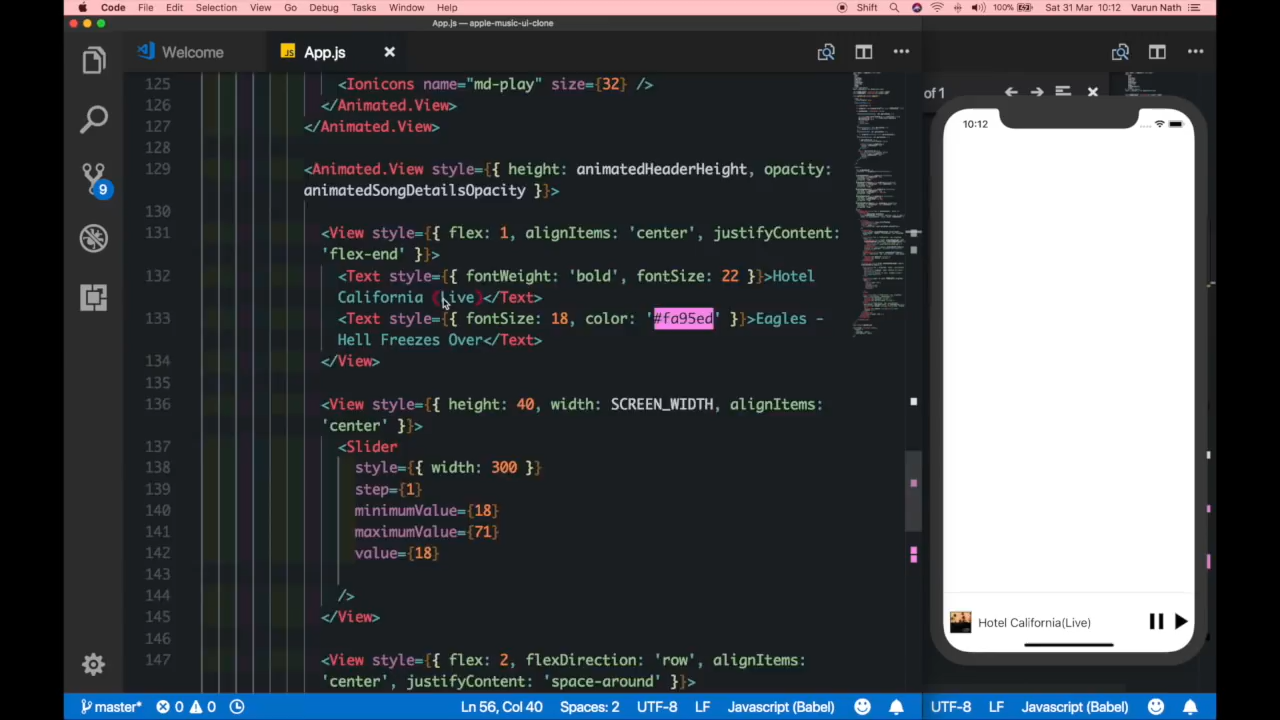 Code File Edit Selection View Go Debug Tasks Window Help Shift 100% Sat 31 Mar 10:12 Varun Nath
App.js — apple-music-ui-clone
Welcome
JS App.js
9
125 <Ionicons name="md-play" size={32} />
126 </Animated.View>
127 </Animated.View>
128
129 <Animated.View style={{ height: animatedHeaderHeight, opacity:
animatedSongDetailsOpacity }}>
130
131 <View style={{ flex: 1, alignItems: 'center', justifyContent:
'flex-end' }}>
132 <Text style={{ fontWeight: 'bold', fontSize: 22 }}>Hotel
California (Live)</Text>
133 <Text style={{ fontSize: 18, color: '#fa95ed' }}>Eagles -
Hell Freezes Over</Text>
134 </View>
135
136 <View style={{ height: 40, width: SCREEN_WIDTH, alignItems:
'center' }}>
137 <Slider
138 style={{ width: 300 }}
139 step={1}
140 minimumValue={18}
141 maximumValue={71}
142 value={18}
143
144 />
145 </View>
146
147 <View style={{ flex: 2, flexDirection: 'row', alignItems:
'center', justifyContent: 'space-around' }}>
of 1
10:12
Hotel California(Live)
master* 0 0 Ln 56, Col 40 Spaces: 2 UTF-8 LF Javascript (Babel)
UTF-8 LF Javascript (Babel)